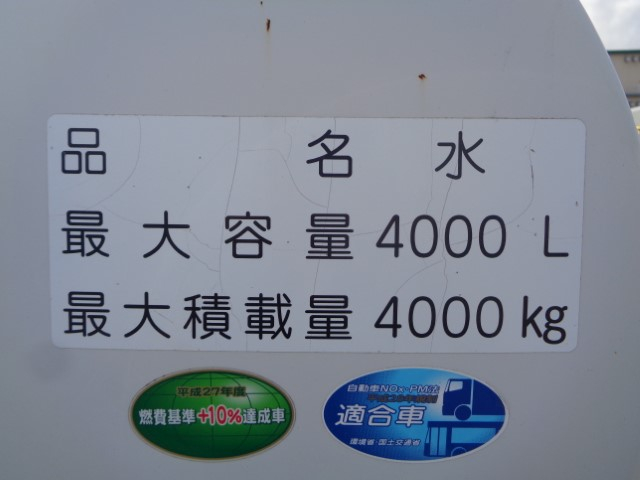 品名 水
最大容量 4000 L
最大積載量 4000 kg
平成27年度
燃費基準+10%達成車
自動車NOx・PM法
適合車
環境省・国土交通省